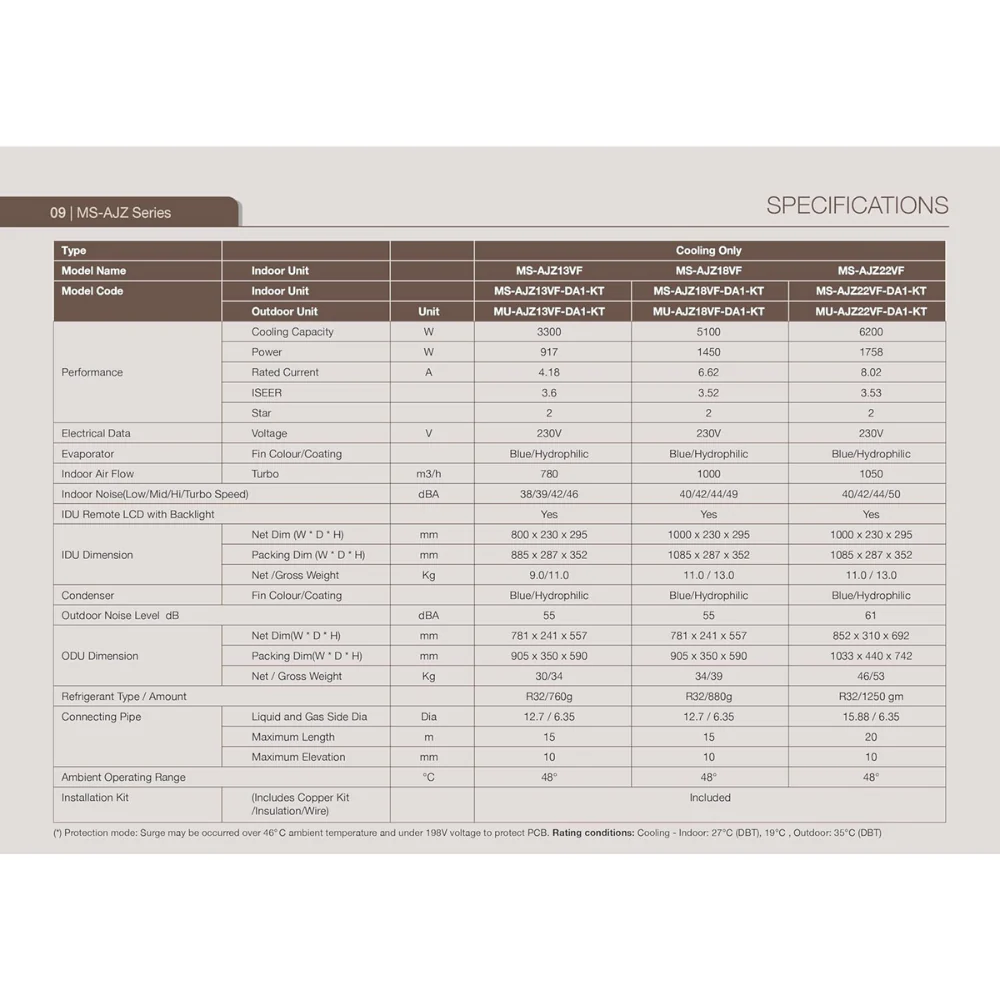 09 | MS-AJZ Series
SPECIFICATIONS
Type Cooling Only
Model Name Indoor Unit MS-AJZ13VF MS-AJZ18VF MS-AJZ22VF
Model Code Indoor Unit MS-AJZ13VF-DA1-KT MS-AJZ18VF-DA1-KT MS-AJZ22VF-DA1-KT
Outdoor Unit Unit MU-AJZ13VF-DA1-KT MU-AJZ18VF-DA1-KT MU-AJZ22VF-DA1-KT
Cooling Capacity W 3300 5100 6200
Power W 917 1450 1758
Performance Rated Current A 4.18 6.62 8.02
ISEER 3.6 3.52 3.53
Star 2 2 2
Electrical Data Voltage V 230V 230V 230V
Evaporator Fin Colour/Coating Blue/Hydrophilic Blue/Hydrophilic Blue/Hydrophilic
Indoor Air Flow Turbo m3/h 780 1000 1050
Indoor Noise(Low/Mid/Hi/Turbo Speed) dBA 38/39/42/46 40/42/44/49 40/42/44/50
IDU Remote LCD with Backlight Yes Yes Yes
Net Dim (W * D * H) mm 800 x 230 x 295 1000 x 230 x 295 1000 x 230 x 295
IDU Dimension Packing Dim (W * D * H) mm 885 x 287 x 352 1085 x 287 x 352 1085 x 287 x 352
Net /Gross Weight Kg 9.0/11.0 11.0 / 13.0 11.0 / 13.0
Condenser Fin Colour/Coating Blue/Hydrophilic Blue/Hydrophilic Blue/Hydrophilic
Outdoor Noise Level dB dBA 55 55 61
Net Dim(W * D * H) mm 781 x 241 x 557 781 x 241 x 557 852 x 310 x 692
ODU Dimension Packing Dim(W * D * H) mm 905 x 350 x 590 905 x 350 x 590 1033 x 440 x 742
Net / Gross Weight Kg 30/34 34/39 46/53
Refrigerant Type / Amount R32/760g R32/880g R32/1250 gm
Connecting Pipe Liquid and Gas Side Dia Dia 12.7 / 6.35 12.7 / 6.35 15.88 / 6.35
Maximum Length m 15 15 20
Maximum Elevation mm 10 10 10
Ambient Operating Range °C 48° 48° 48°
Installation Kit (Includes Copper Kit Included
/Insulation/Wire)
(*) Protection mode: Surge may be occurred over 46°C ambient temperature and under 198V voltage to protect PCB. Rating conditions: Cooling - Indoor: 27°C (DBT), 19°C , Outdoor: 35°C (DBT)